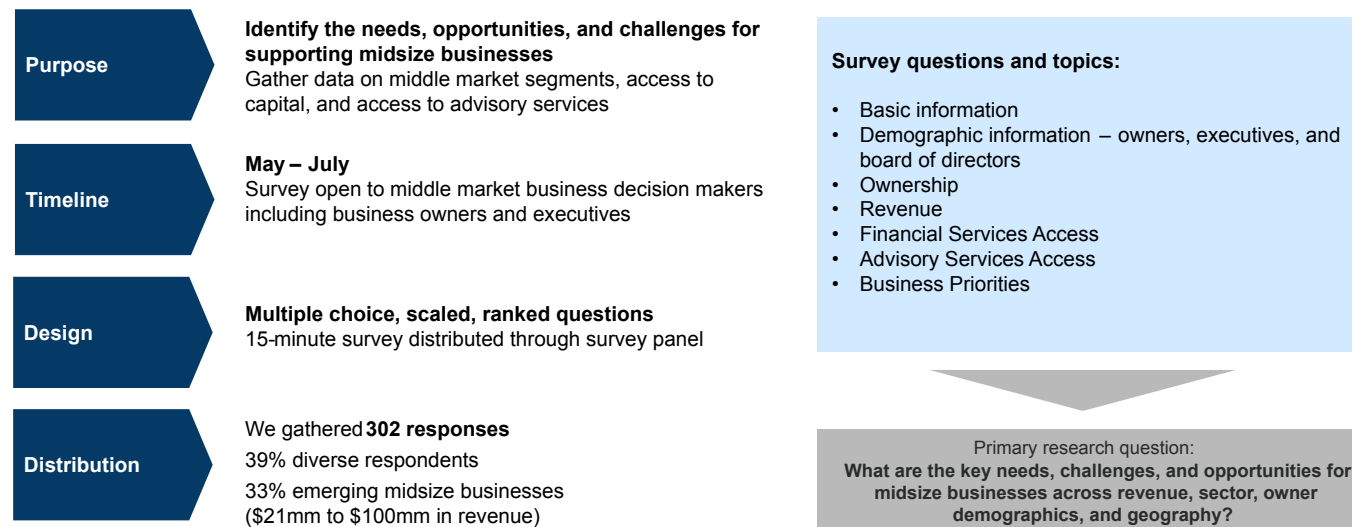 Purpose
Identify the needs, opportunities, and challenges for
supporting midsize businesses
Gather data on middle market segments, access to
capital, and access to advisory services
Timeline
May – July
Survey open to middle market business decision makers
including business owners and executives
Design
Multiple choice, scaled, ranked questions
15-minute survey distributed through survey panel
Distribution
We gathered 302 responses
39% diverse respondents
33% emerging midsize businesses
($21mm to $100mm in revenue)
Survey questions and topics:
• Basic information
• Demographic information – owners, executives, and
board of directors
• Ownership
• Revenue
• Financial Services Access
• Advisory Services Access
• Business Priorities
Primary research question:
What are the key needs, challenges, and opportunities for
midsize businesses across revenue, sector, owner
demographics, and geography?